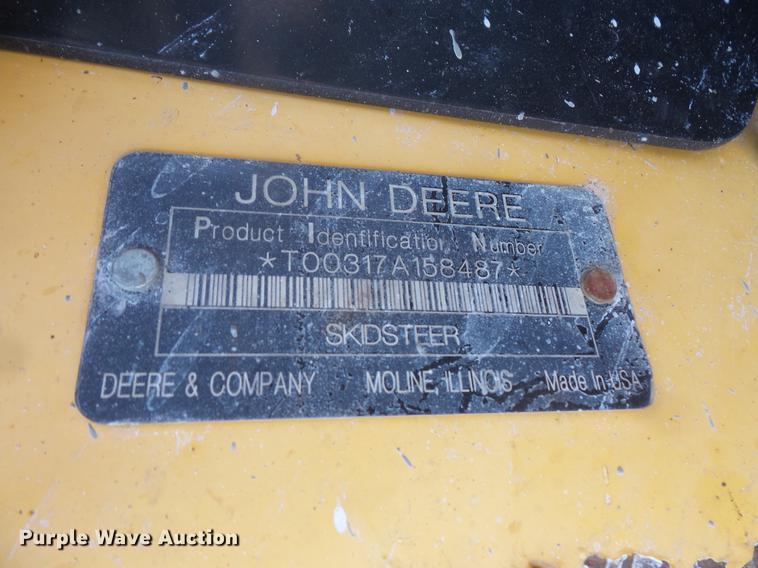 JOHN DEERE
Product Identification Number
*T00317A158487*
SKIDSTEER
DEERE & COMPANY MOLINE, ILLINOIS Made In USA
Purple Wave Auction